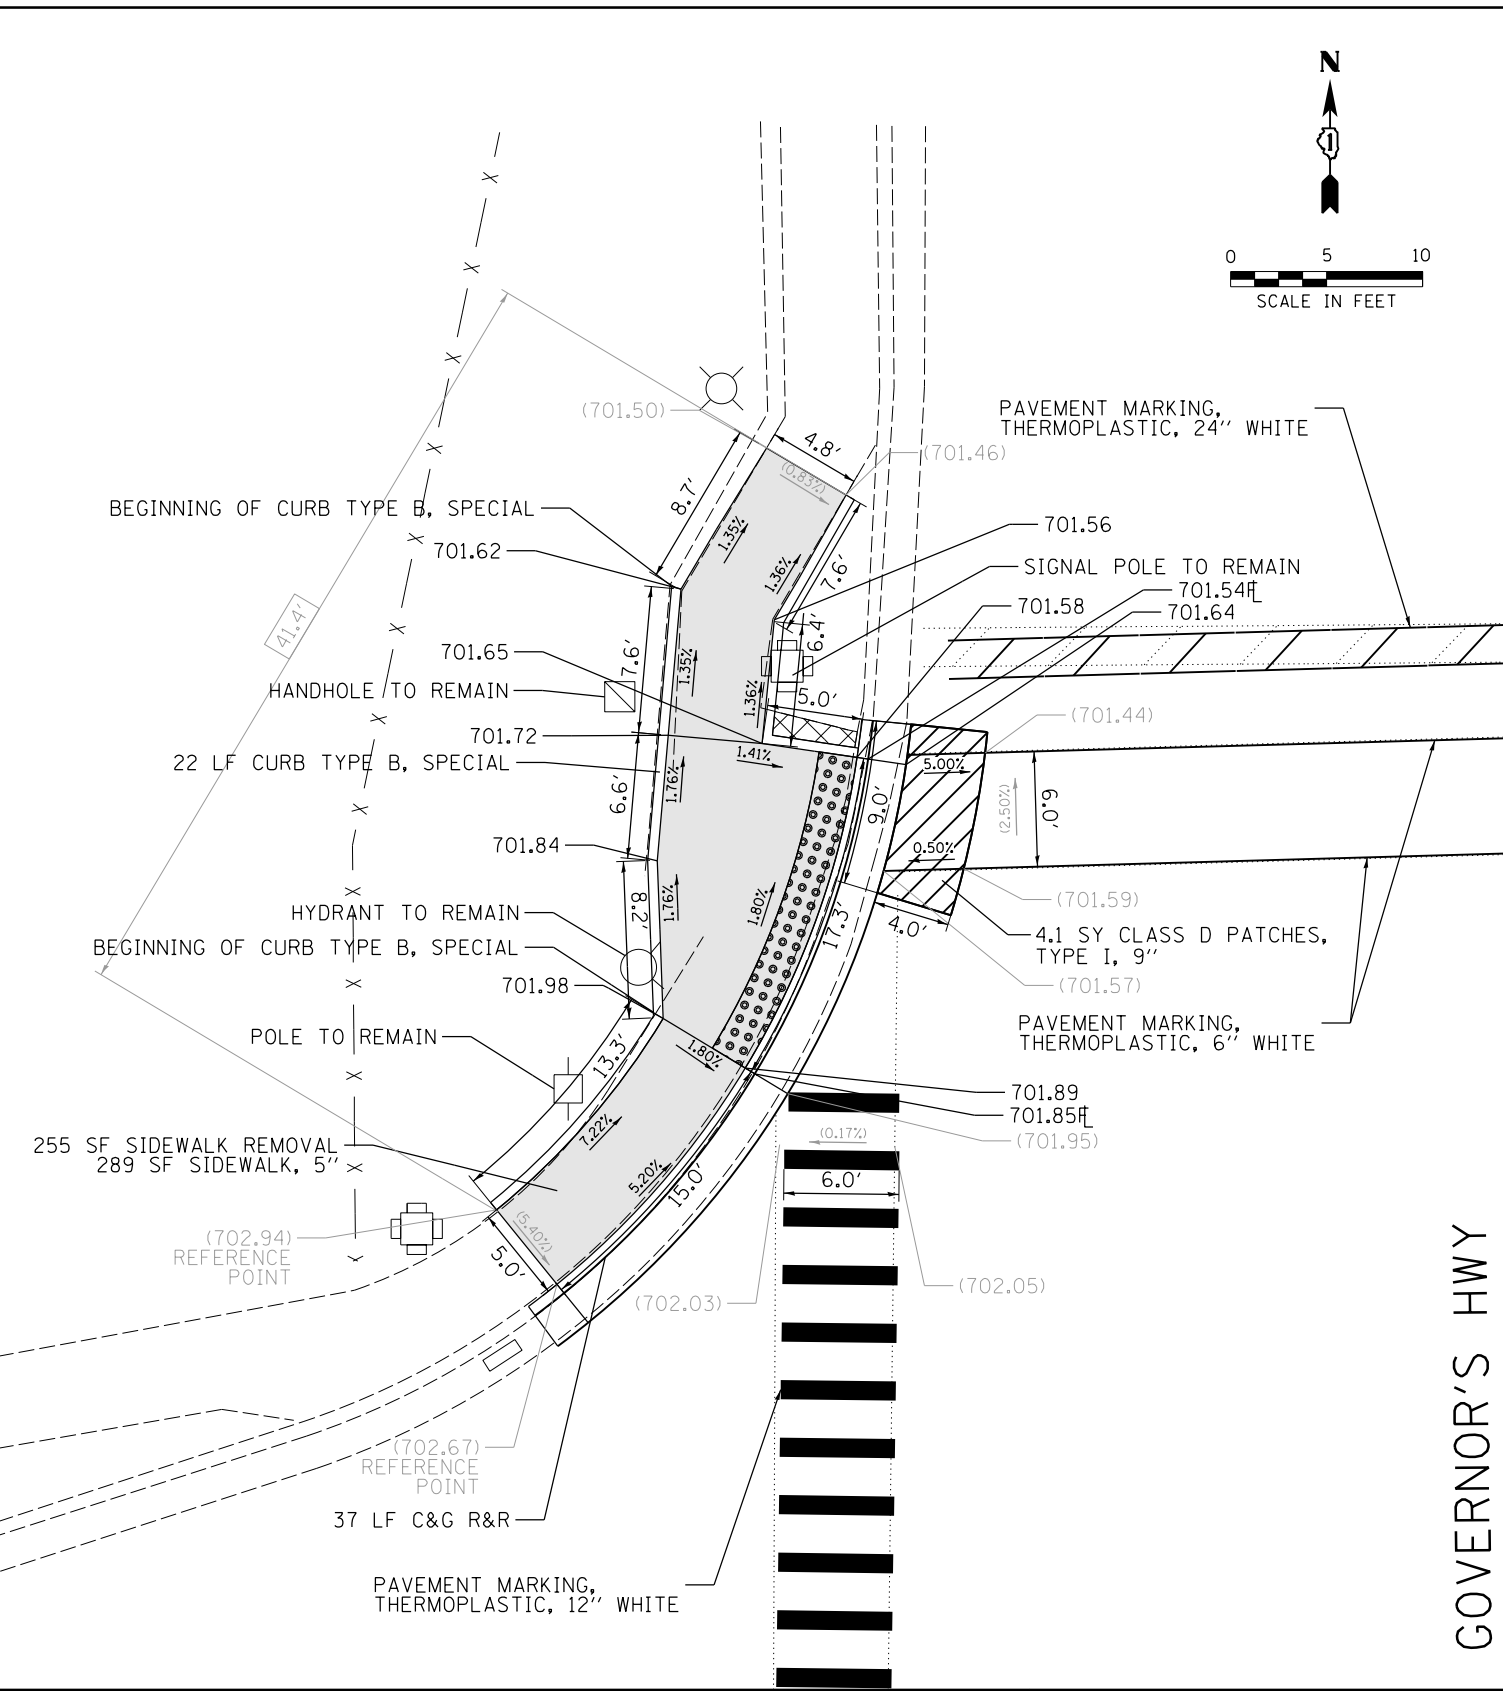 N
1
0 5 10
SCALE IN FEET
(701.50)
4.8'
(0.83%)
(701.46)
PAVEMENT MARKING,
THERMOPLASTIC, 24" WHITE
8.7'
BEGINNING OF CURB TYPE B, SPECIAL
701.62
1.35%
1.36%
7.6'
701.56
SIGNAL POLE TO REMAIN
701.54
701.58
701.64
41.4'
7.6'
701.65
1.35%
6.4'
HANDHOLE TO REMAIN
1.36%
5.0'
(701.44)
701.72
22 LF CURB TYPE B, SPECIAL
1.41%
5.00%
1.76%
6.9'
9.0'
(2.50%)
6.0'
701.84
0.50%
HYDRANT TO REMAIN
8.2'
1.76%
1.80%
17.3'
(701.59)
4.0'
4.1 SY CLASS D PATCHES,
TYPE I, 9"
BEGINNING OF CURB TYPE B, SPECIAL
701.98
(701.57)
POLE TO REMAIN
13.3'
1.80%
PAVEMENT MARKING,
THERMOPLASTIC, 6" WHITE
701.89
701.85
(701.95)
255 SF SIDEWALK REMOVAL
289 SF SIDEWALK, 5"
7.22%
5.20%
15.0'
(0.17%)
6.0'
(702.94)
REFERENCE
POINT
(5.40%)
5.0'
(702.03)
(702.05)
(702.67)
REFERENCE
POINT
37 LF C&G R&R
PAVEMENT MARKING,
THERMOPLASTIC, 12" WHITE
GOVERNOR'S HWY